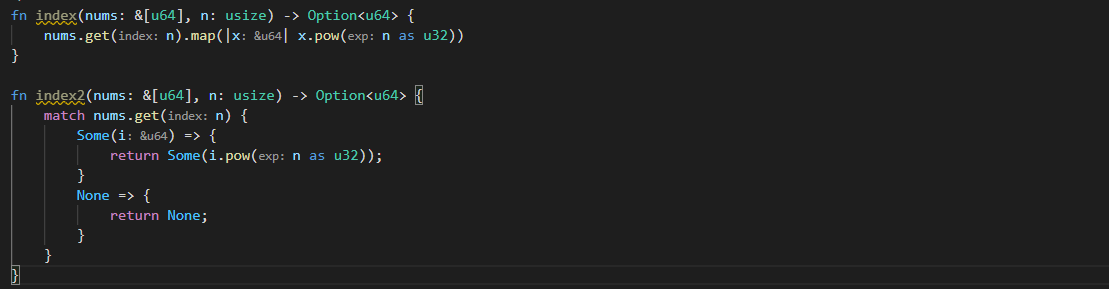 fn index(nums: &[u64], n: usize) -> Option<u64> {
    nums.get(index: n).map(|x: &u64| x.pow(exp: n as u32))
}

fn index2(nums: &[u64], n: usize) -> Option<u64> {
    match nums.get(index: n) {
        Some(i: &u64) => {
            return Some(i.pow(exp: n as u32));
        }
        None => {
            return None;
        }
    }
}